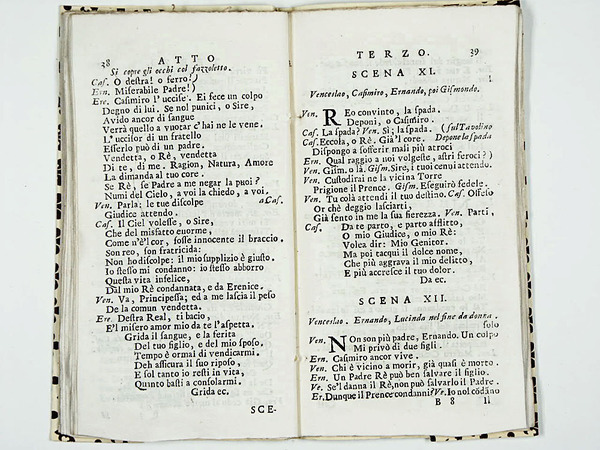 38 ATTO
Si copre gli occhi col fazzoletto.
Cas. O destra! o ferro!)
Ern. Miserabile Padre!)
Ere. Casimiro l'uccise. Ei fece un colpo
Degno di lui. Se nol punici, o Sire,
Avido ancor di sangue
Verrà quello a vuotar c'hai ne le vene.
L'uccisor di un fratello
Esserlo può di un padre.
Vendetta, o Rè, vendetta
Di te, di me. Ragion, Natura, Amore
La dimanda al tuo core.
Se Rè, se Padre a me negar la puoi?
Numi del Cielo, a voi la chiedo, a voi.
Ven. Parla; le tue discolpe a Cas.
Giudice attendo.
Cas. Il Ciel volesse, o Sire,
Che del misfatto enorme,
Come n'è'l cor, fosse innocente il braccio.
Son reo, son fratricida:
Non ho discolpe: il mio supplizio è giusto.
Io stesso mi condanno: io stesso abborro
Questa vita infelice,
Dal mio Rè condannata, e da Erenice.
Ven. Va, Principessa; ed a me lascia il peso
De la comun vendetta.
Ere. Destra Real, ti bacio,
E'l misero amor mio da te l'aspetta.
Grida il sangue, e la ferita
Del tuo figlio, e del mio sposo.
Tempo è ormai di vendicarmi.
Deh assicura il suo riposo,
E sol tanto io resti in vita,
Quinto basti a consolarmi.
Grida ec.
SCE-
TERZO. 39
SCENA XI.
Venceslao, Casimiro, Ernando, poi Gismondo.
Ven. REo convinto, la spada.
Deponi, o Casimiro.
Cas. La spada? Ven. Sì; la spada. (sul Tavolino
Cas. Eccola, o Rè. Già'l core. Depone la spada
Dispongo a sofferir mali più atroci
Ern. Qual raggio a noi volgeste, astri feroci?)
Ven. Gism. o là. Gism. Sire, i tuoi cenni attendo.
Ven. Custodirai ne la vicina Torre
Prigione il Prence. Gism. Eseguirò fedele.
Ven. Tu colà attendi il tuo destino. Cas. Offeso
Or chè deggio lasciarti,
Già sento in me la sua fierezza. Ven. Parti,
Cas. Da te parto, e parto afflitto,
O mio Giudice, o mio Rè:
Volea dir: Mio Genitor.
Ma poi tacqui il dolce nome,
Che più aggrava il mio delitto,
E più accresce il tuo dolor.
Da ec.
SCENA XII.
Venceslao. Ernando, Lucinda nel fine da donna.
solo
Ven. NOn son più padre, Ernando. Un colpo
Mi privò di due figli.
Ern. Casimiro ancor vive.
Ven. Chi è vicino a morir, già quasi è morto.
Ern. Un Padre Rè può ben salvare il figlio.
Ve. Se'l danna il Rè, non può salvarlo il Padre.
Er. Dunque il Prence condanni? Ve. Io nol cōdāno
B 8 Il